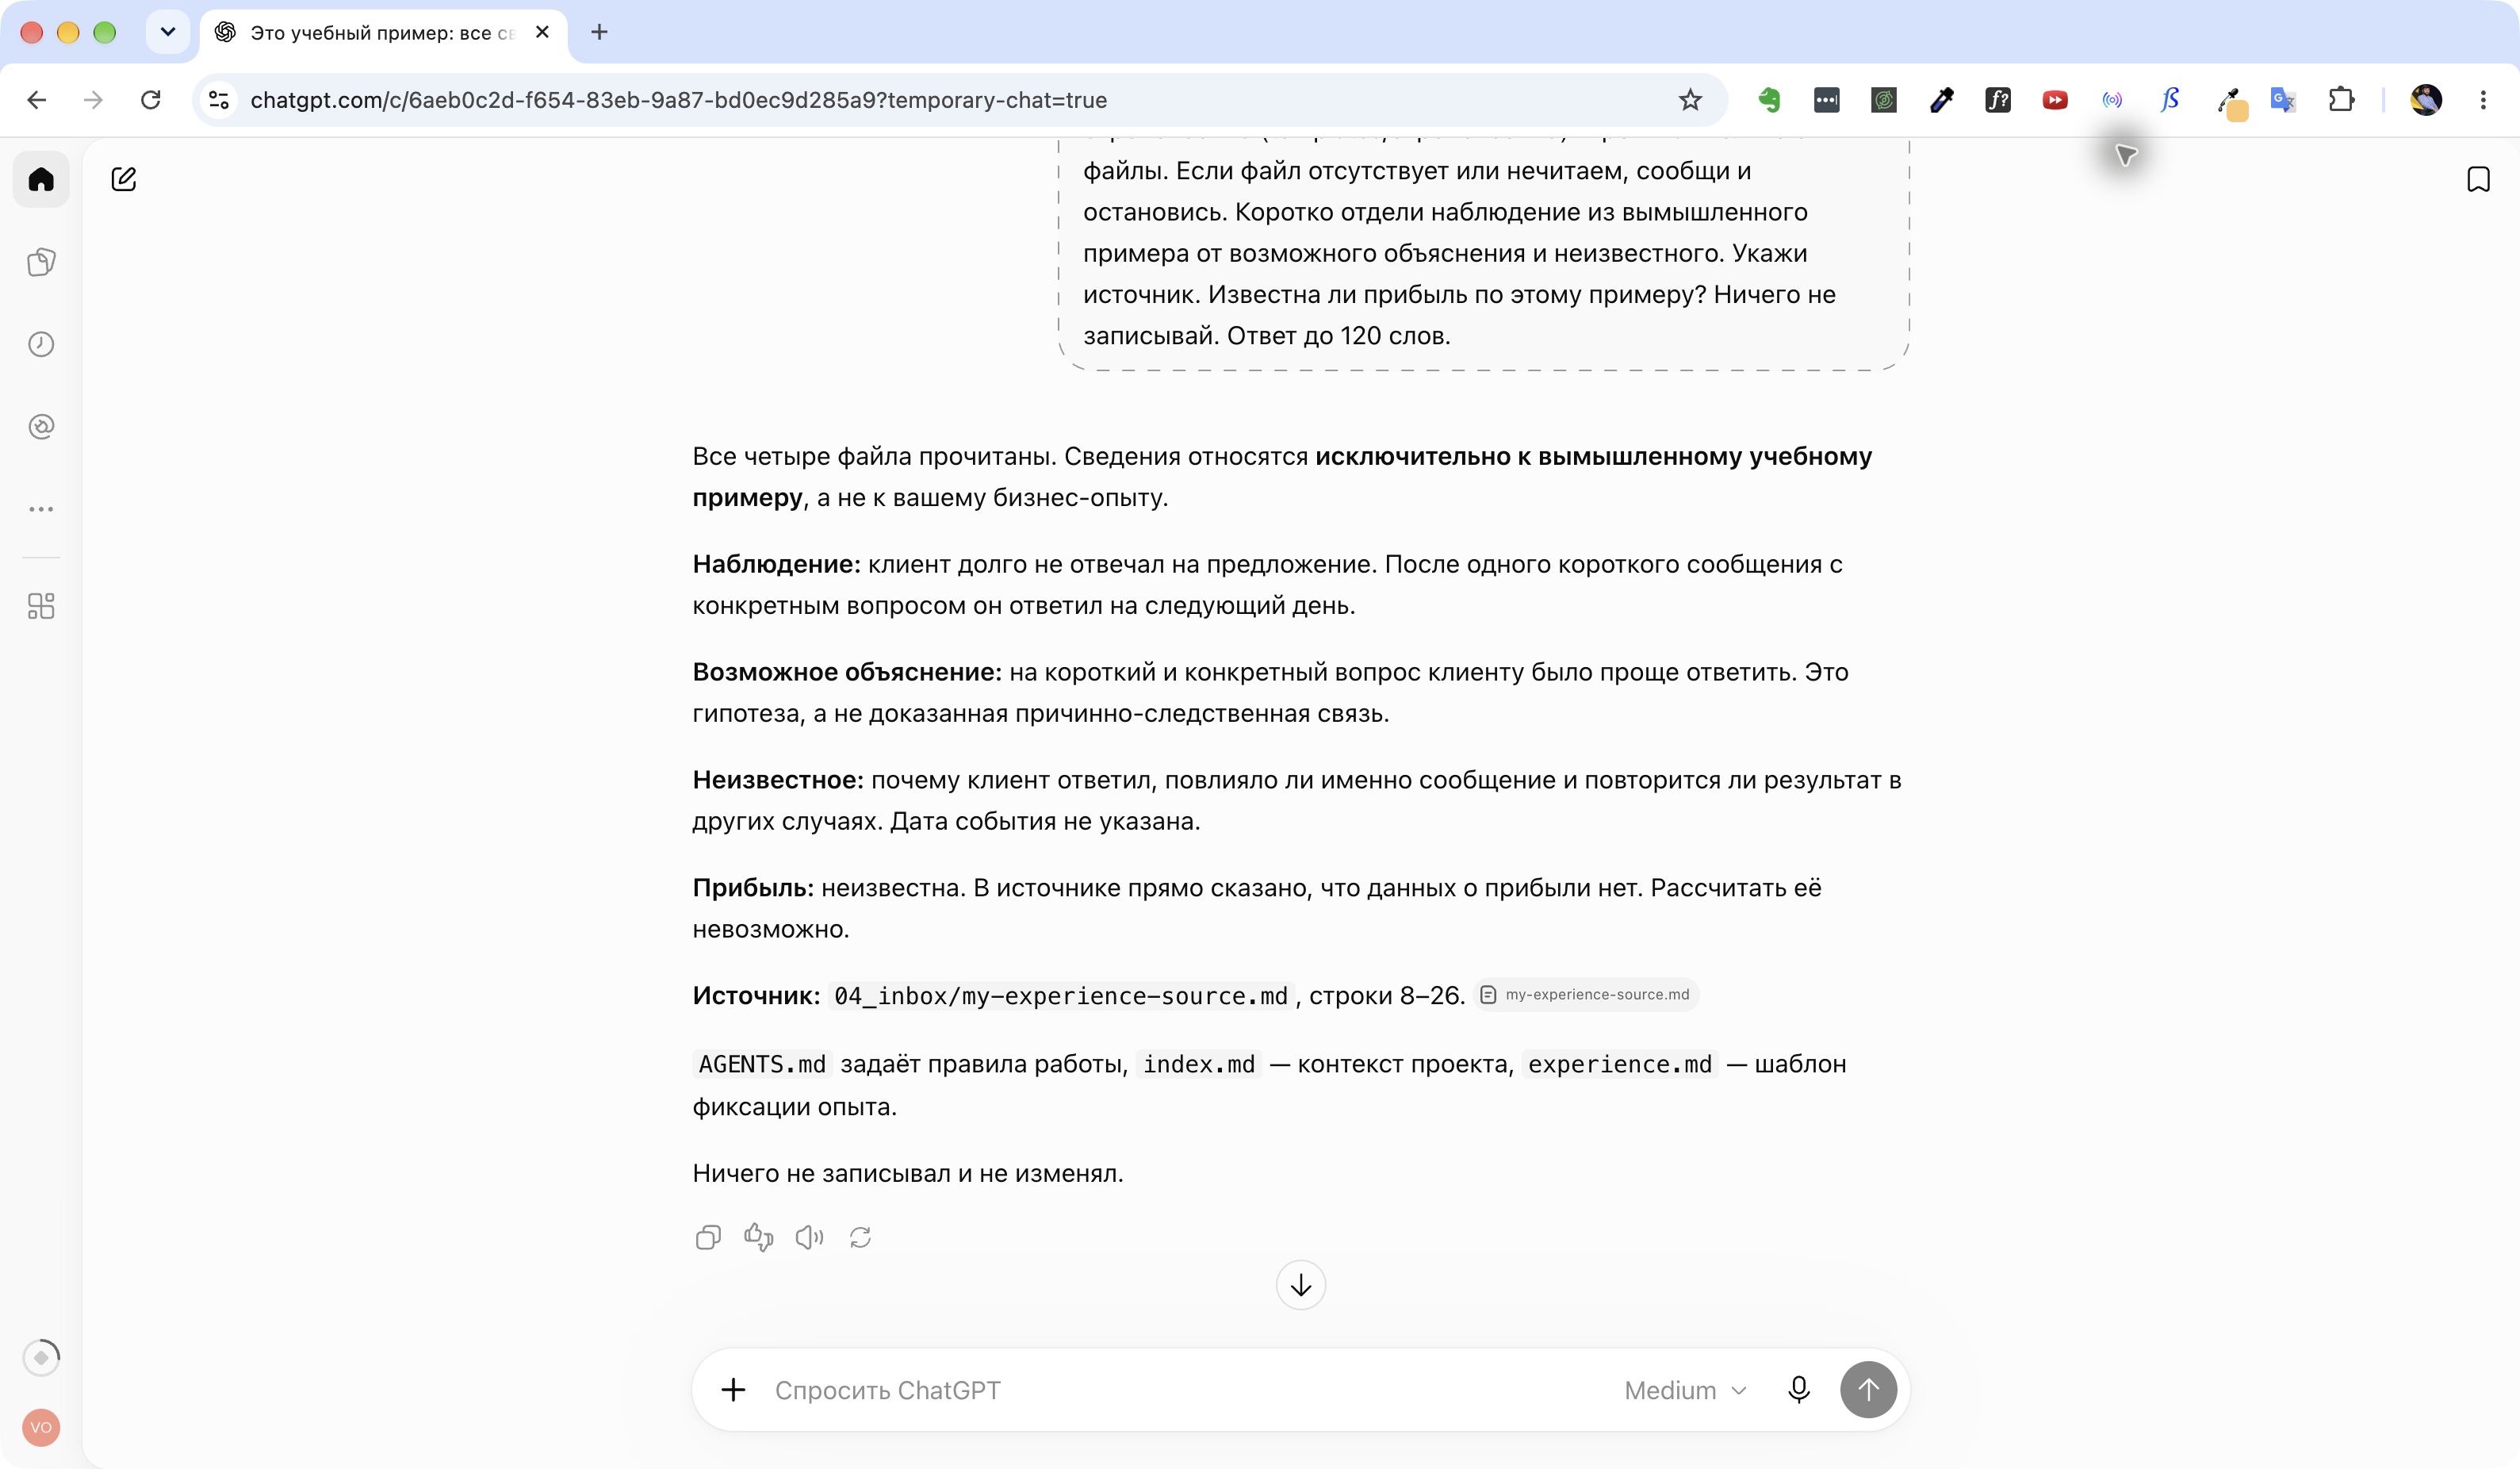 Это учебный пример: все
chatgpt.com/c/6aeb0c2d-f654-83eb-9a87-bd0ec9d285a9?temporary-chat=true
файлы. Если файл отсутствует или нечитаем, сообщи и
остановись. Коротко отдели наблюдение из вымышленного
примера от возможного объяснения и неизвестного. Укажи
источник. Известна ли прибыль по этому примеру? Ничего не
записывай. Ответ до 120 слов.
Все четыре файла прочитаны. Сведения относятся исключительно к вымышленному учебному
примеру, а не к вашему бизнес-опыту.
Наблюдение: клиент долго не отвечал на предложение. После одного короткого сообщения с
конкретным вопросом он ответил на следующий день.
Возможное объяснение: на короткий и конкретный вопрос клиенту было проще ответить. Это
гипотеза, а не доказанная причинно-следственная связь.
Неизвестное: почему клиент ответил, повлияло ли именно сообщение и повторится ли результат в
других случаях. Дата события не указана.
Прибыль: неизвестна. В источнике прямо сказано, что данных о прибыли нет. Рассчитать её
невозможно.
Источник: 04_inbox/my-experience-source.md, строки 8–26. my-experience-source.md
AGENTS.md задаёт правила работы, index.md — контекст проекта, experience.md — шаблон
фиксации опыта.
Ничего не записывал и не изменял.
Спросить ChatGPT
Medium
VO